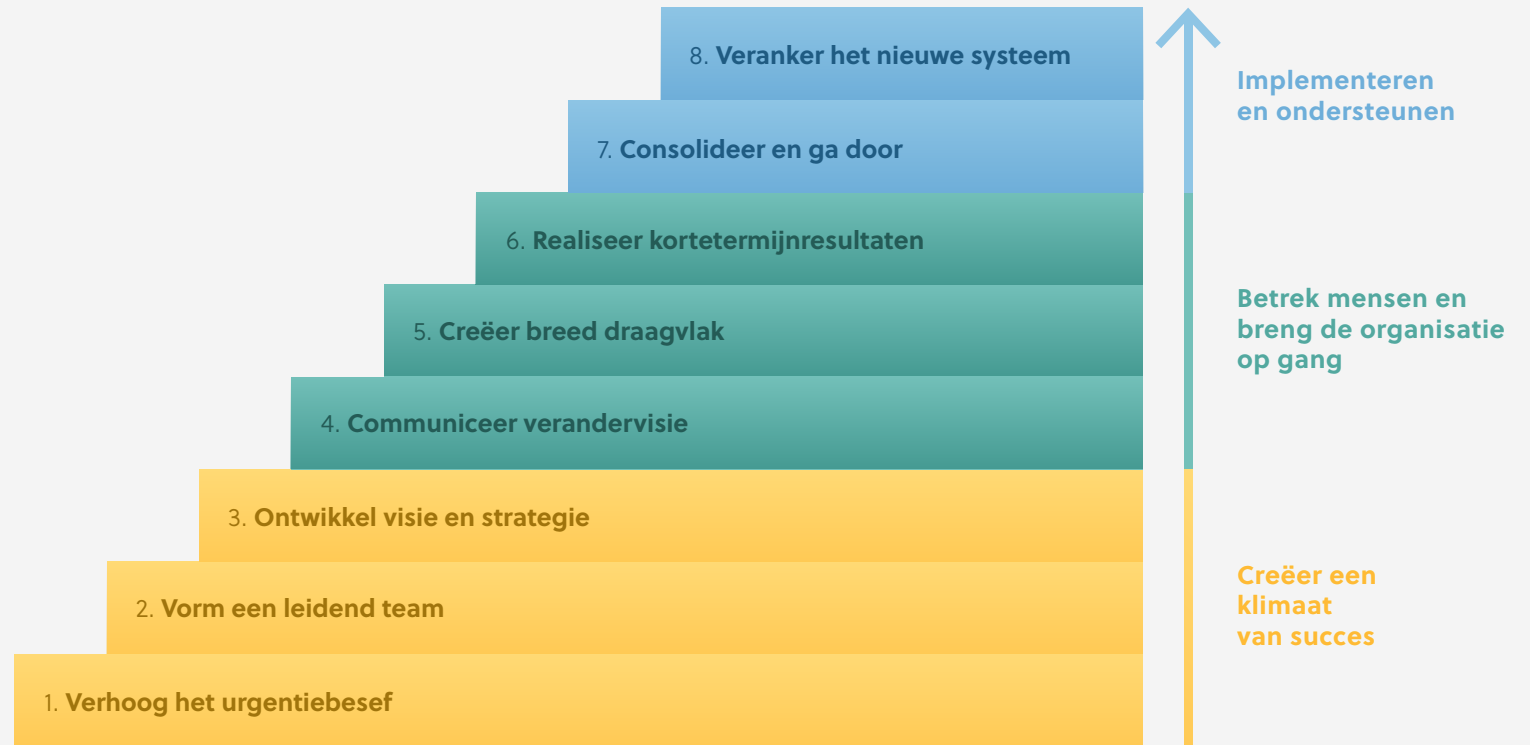 8. Veranker het nieuwe systeem
7. Consolideer en ga door
6. Realiseer kortetermijnresultaten
5. Creëer breed draagvlak
4. Communiceer verandervisie
3. Ontwikkel visie en strategie
2. Vorm een leidend team
1. Verhoog het urgentiebesef
Implementeren
en ondersteunen
Betrek mensen en
breng de organisatie
op gang
Creëer een
klimaat
van succes